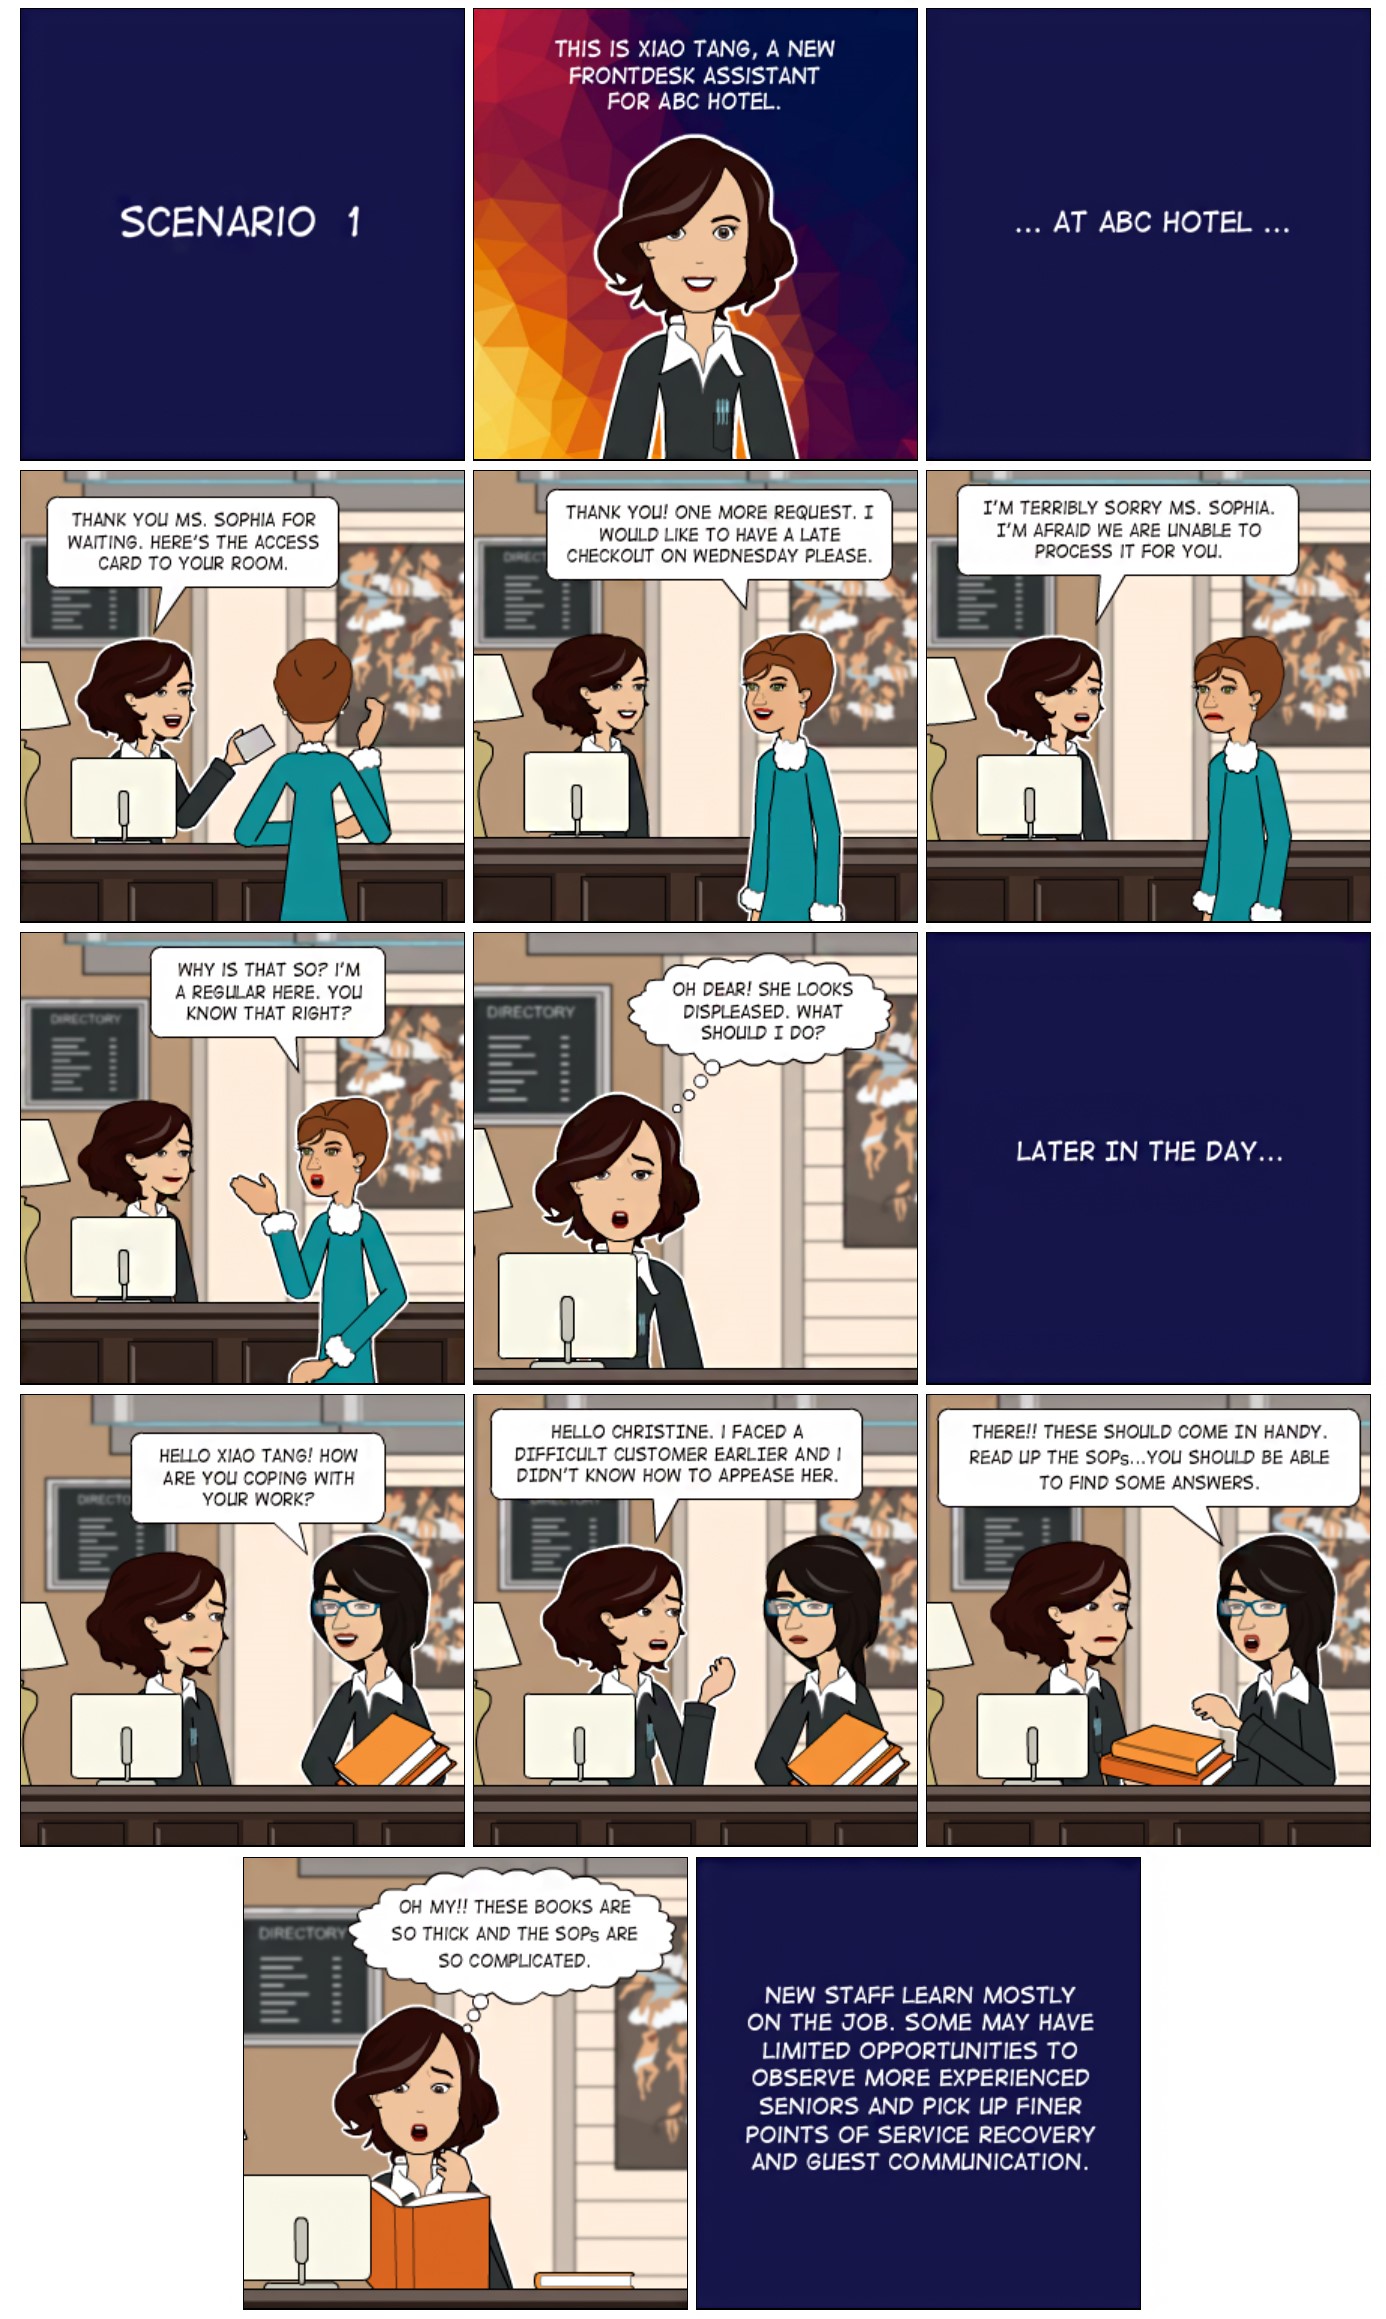 SCENARIO 1
THIS IS XIAO TANG, A NEW
FRONTDESK ASSISTANT
FOR ABC HOTEL.
... AT ABC HOTEL ...
THANK YOU MS. SOPHIA FOR
WAITING. HERE'S THE ACCESS
CARD TO YOUR ROOM.
THANK YOU! ONE MORE REQUEST. I
WOULD LIKE TO HAVE A LATE
CHECKOUT ON WEDNESDAY PLEASE.
DIRECT
I'M TERRIBLY SORRY MS. SOPHIA.
I'M AFRAID WE ARE UNABLE TO
PROCESS IT FOR YOU.
WHY IS THAT SO? I'M
A REGULAR HERE. YOU
KNOW THAT RIGHT?
DIRECTORY
OH DEAR! SHE LOOKS
DISPLEASED. WHAT
SHOULD I DO?
DIRECTORY
LATER IN THE DAY...
HELLO XIAO TANG! HOW
ARE YOU COPING WITH
YOUR WORK?
DIRECTO
HELLO CHRISTINE. I FACED A
DIFFICULT CUSTOMER EARLIER AND I
DIDN'T KNOW HOW TO APPEASE HER.
THERE!! THESE SHOULD COME IN HANDY.
READ UP THE SOPs...YOU SHOULD BE ABLE
TO FIND SOME ANSWERS.
OH MY!! THESE BOOKS ARE
SO THICK AND THE SOPs ARE
SO COMPLICATED.
DIRECTORY
NEW STAFF LEARN MOSTLY
ON THE JOB. SOME MAY HAVE
LIMITED OPPORTUNITIES TO
OBSERVE MORE EXPERIENCED
SENIORS AND PICK UP FINER
POINTS OF SERVICE RECOVERY
AND GUEST COMMUNICATION.